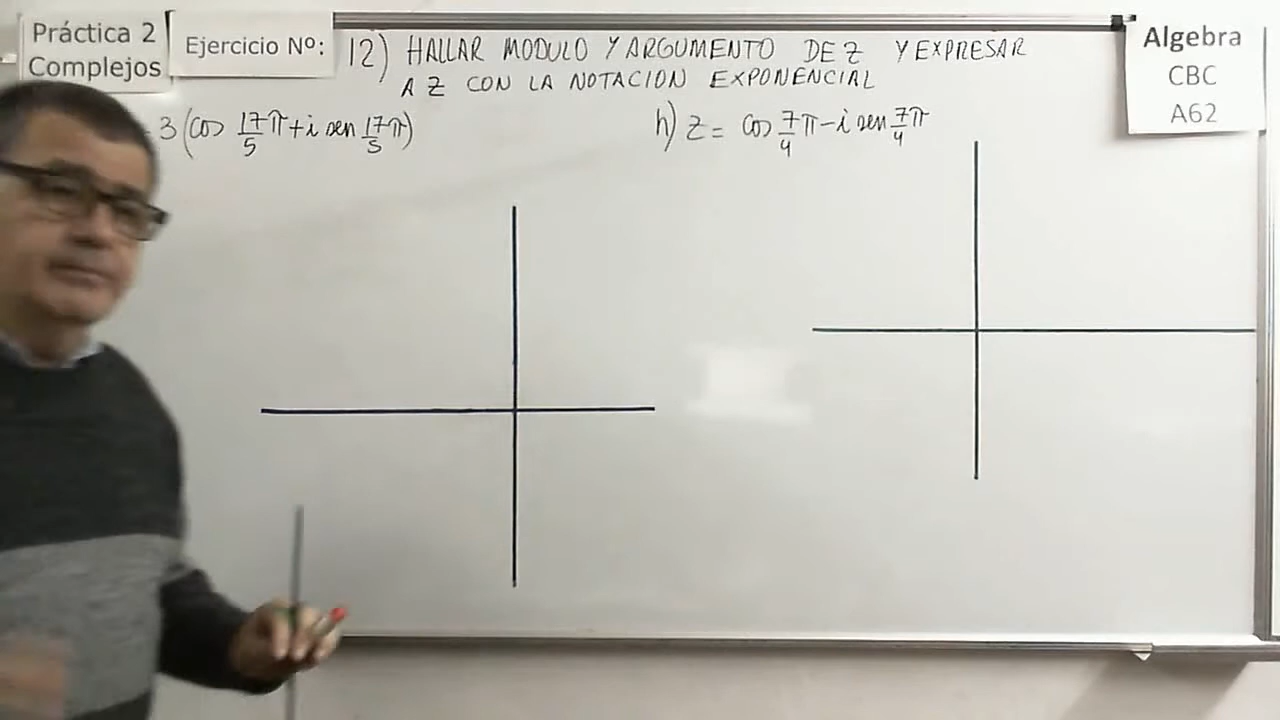 Práctica 2
Complejos
Ejercicio Nº:
12) HALLAR MODULO Y ARGUMENTO DE Z Y EXPRESAR
A Z CON LA NOTACION EXPONENCIAL
Algebra
CBC
A62
= 3 (cos 17/5 π + i sen 17/5 π)
h) Z = cos 7/4 π - i sen 7/4 π